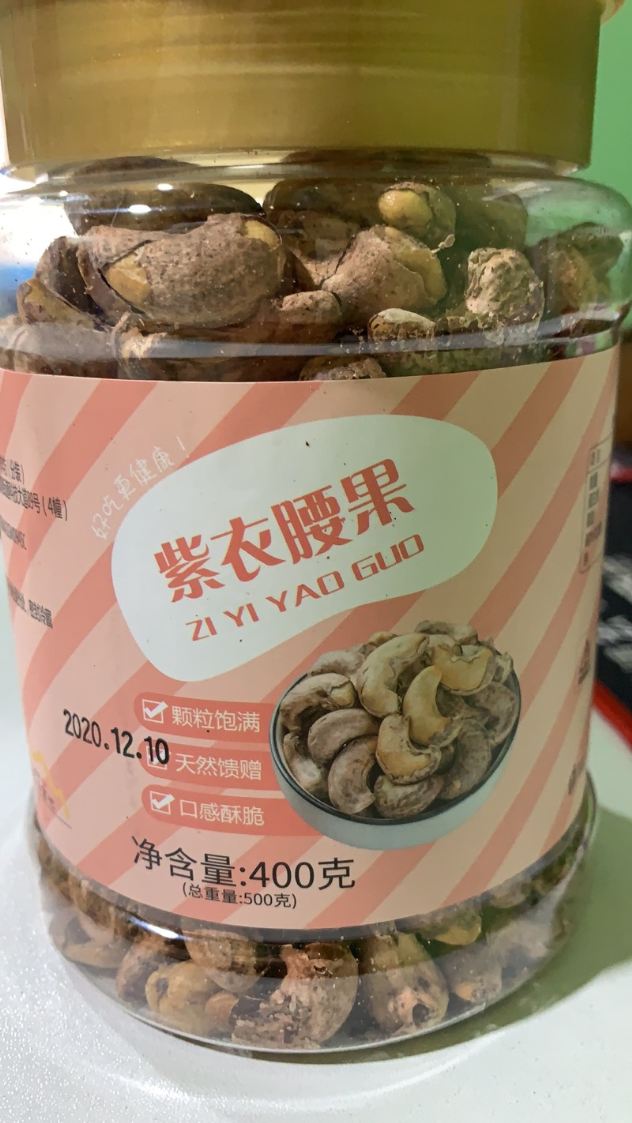 好吃更健康！
紫衣腰果
ZI YI YAO GUO
颗粒饱满
2020.12.10
天然馈赠
口感酥脆
净含量:400克
(总重量:500克)